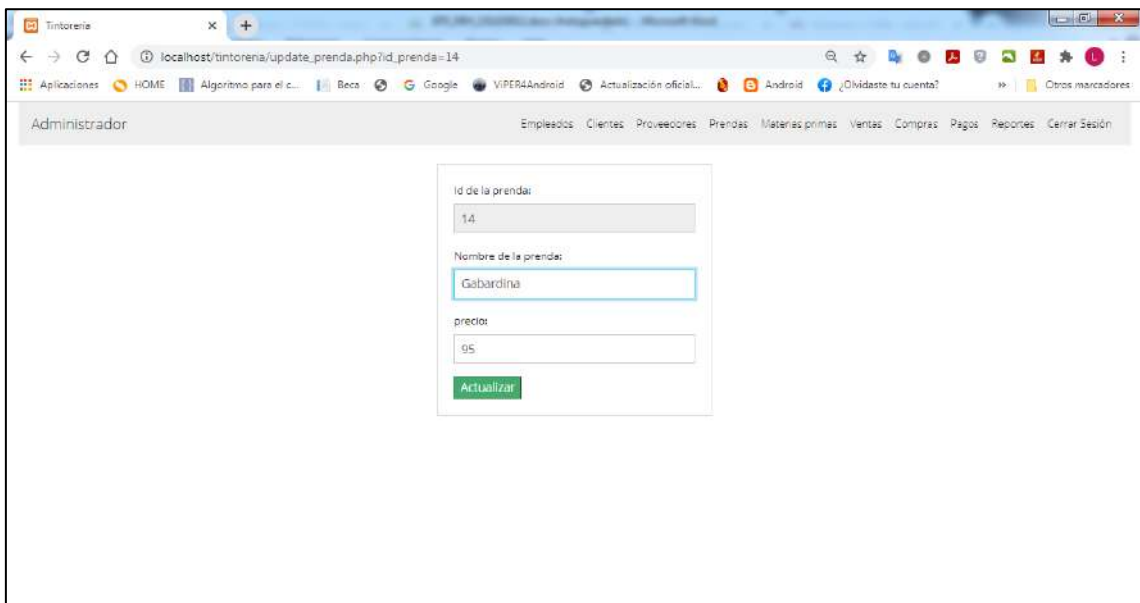 Tintorería
localhost/tintoreria/update_prenda.php?id_prenda=14
Aplicaciones HOME Algoritmo para el c... Beca Google ViPER4Android Actualización oficial... Android ¿Olvidaste tu cuenta? » Otros marcadores
Administrador Empleados Clientes Proveedores Prendas Materias primas Ventas Compras Pagos Reportes Cerrar Sesión
Id de la prenda:
14
Nombre de la prenda:
Gabardina
precio:
95
Actualizar